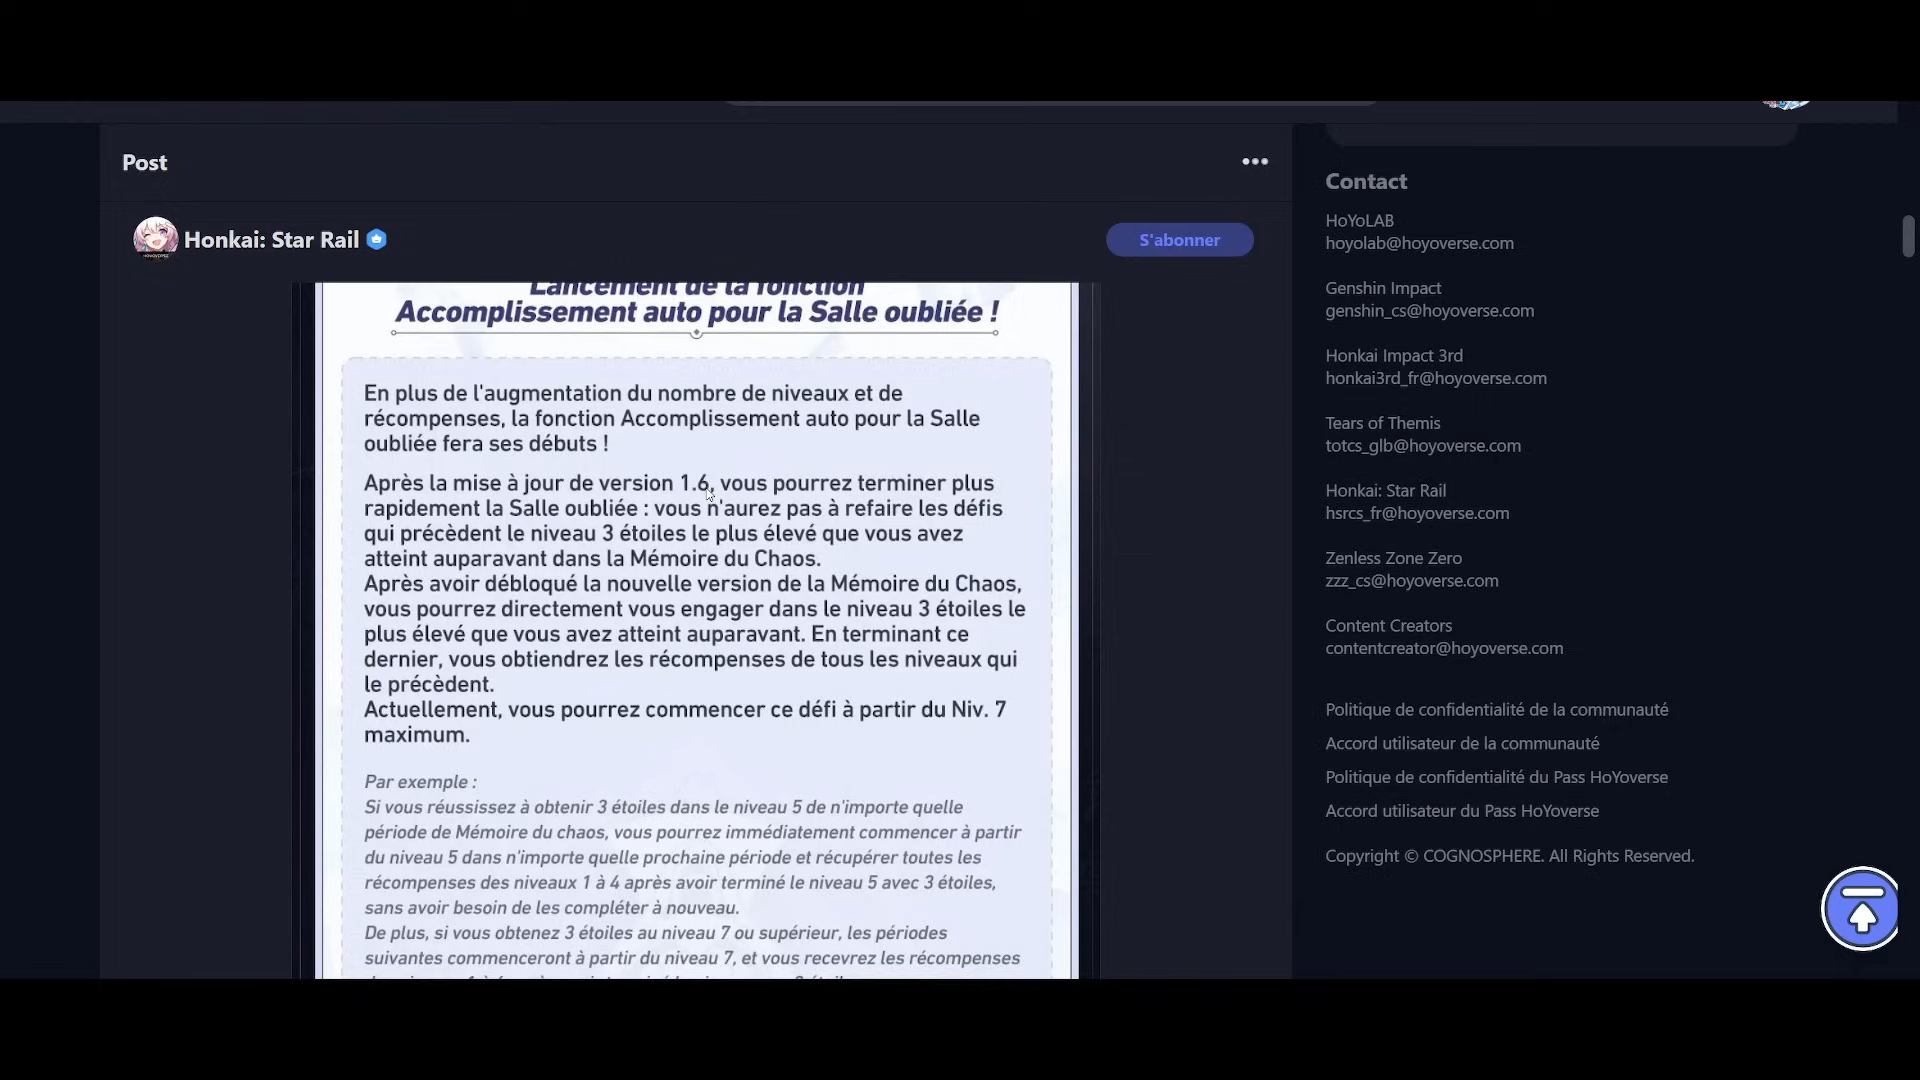 Post
Honkai: Star Rail
S'abonner
Lancement de la fonction
Accomplissement auto pour la Salle oubliée !
En plus de l'augmentation du nombre de niveaux et de
récompenses, la fonction Accomplissement auto pour la Salle
oubliée fera ses débuts !
Après la mise à jour de version 1.6, vous pourrez terminer plus
rapidement la Salle oubliée : vous n'aurez pas à refaire les défis
qui précèdent le niveau 3 étoiles le plus élevé que vous avez
atteint auparavant dans la Mémoire du Chaos.
Après avoir débloqué la nouvelle version de la Mémoire du Chaos,
vous pourrez directement vous engager dans le niveau 3 étoiles le
plus élevé que vous avez atteint auparavant. En terminant ce
dernier, vous obtiendrez les récompenses de tous les niveaux qui
le précèdent.
Actuellement, vous pourrez commencer ce défi à partir du Niv. 7
maximum.
Par exemple :
Si vous réussissez à obtenir 3 étoiles dans le niveau 5 de n'importe quelle
période de Mémoire du chaos, vous pourrez immédiatement commencer à partir
du niveau 5 dans n'importe quelle prochaine période et récupérer toutes les
récompenses des niveaux 1 à 4 après avoir terminé le niveau 5 avec 3 étoiles,
sans avoir besoin de les compléter à nouveau.
De plus, si vous obtenez 3 étoiles au niveau 7 ou supérieur, les périodes
suivantes commenceront à partir du niveau 7, et vous recevrez les récompenses
Contact
HoYoLAB
hoyolab@hoyoverse.com
Genshin Impact
genshin_cs@hoyoverse.com
Honkai Impact 3rd
honkai3rd_fr@hoyoverse.com
Tears of Themis
totcs_glb@hoyoverse.com
Honkai: Star Rail
hsrcs_fr@hoyoverse.com
Zenless Zone Zero
zzz_cs@hoyoverse.com
Content Creators
contentcreator@hoyoverse.com
Politique de confidentialité de la communauté
Accord utilisateur de la communauté
Politique de confidentialité du Pass HoYoverse
Accord utilisateur du Pass HoYoverse
Copyright © COGNOSPHERE. All Rights Reserved.